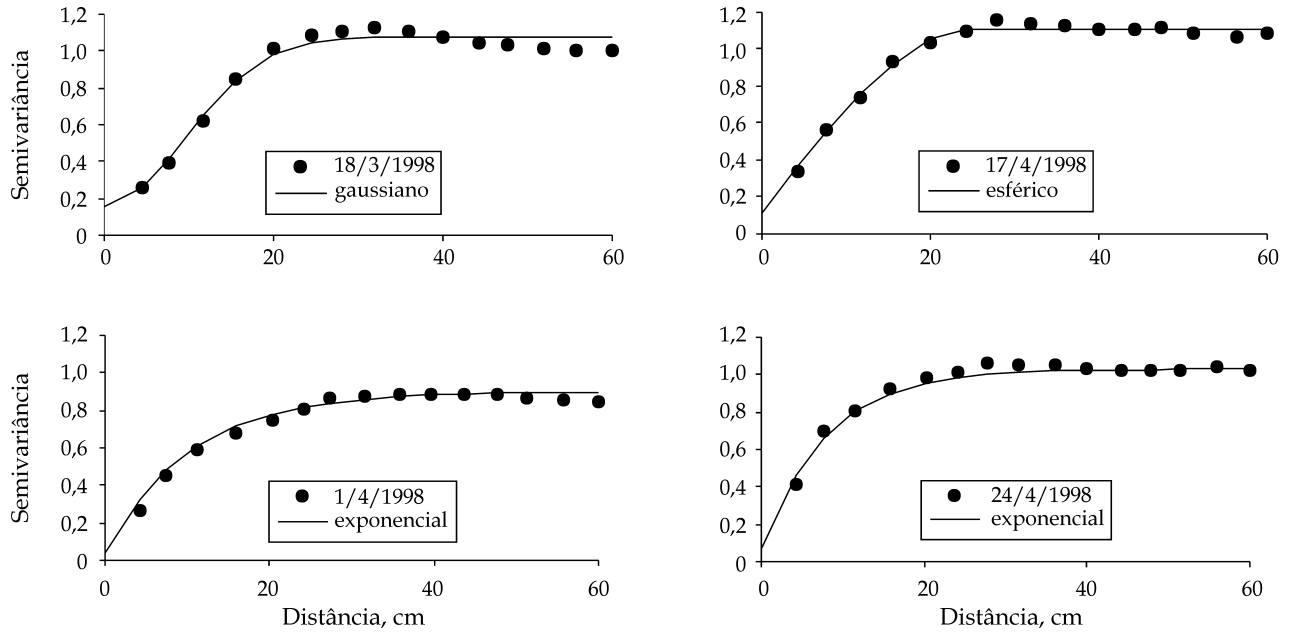 Semivariância
1,2
1,0
0,8
0,6
0,4
0,2
0
0 20 40 60
18/3/1998
gaussiano
1,2
1,0
0,8
0,6
0,4
0,2
0
0 20 40 60
17/4/1998
esférico
Semivariância
1,2
1,0
0,8
0,6
0,4
0,2
0
0 20 40 60
1/4/1998
exponencial
Distância, cm
1,2
1,0
0,8
0,6
0,4
0,2
0
0 20 40 60
24/4/1998
exponencial
Distância, cm